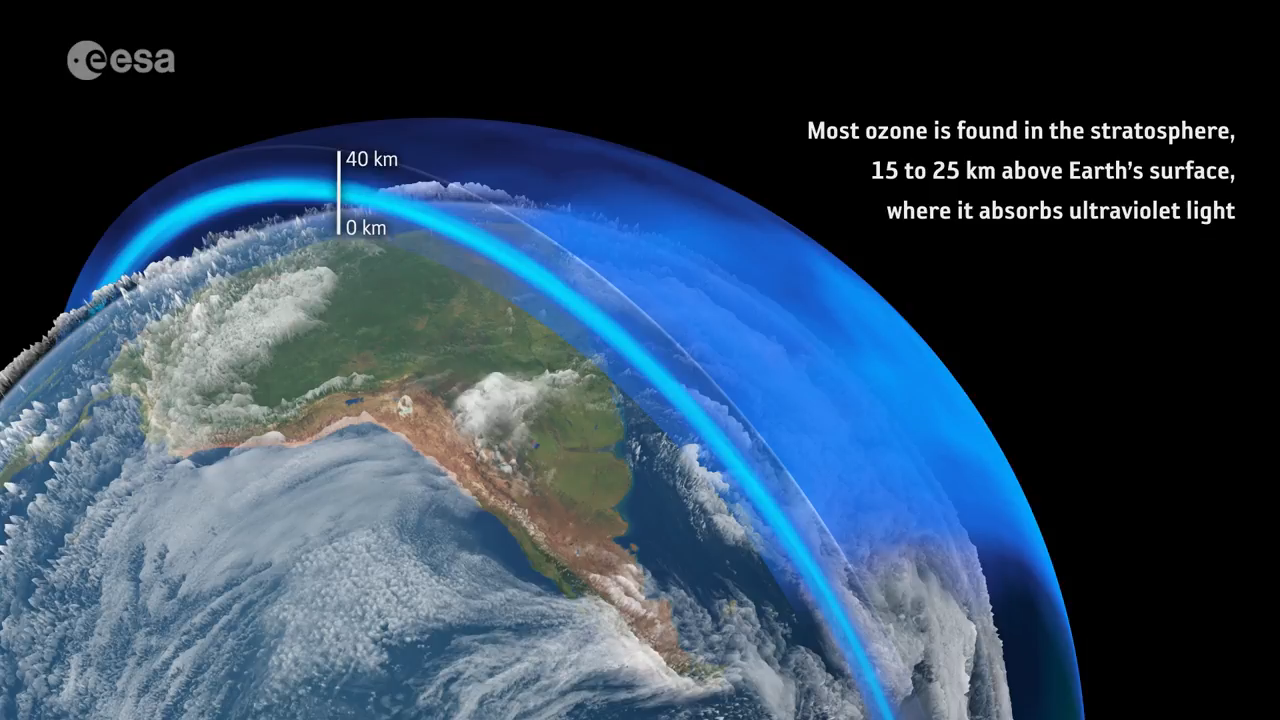 esa
Most ozone is found in the stratosphere,
15 to 25 km above Earth’s surface,
where it absorbs ultraviolet light
40 km
0 km